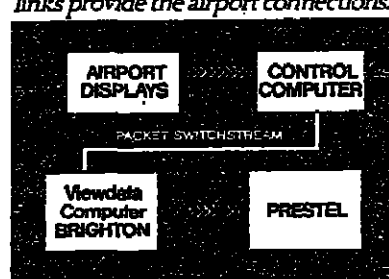 links provide the airport connections.
AIRPORT
DISPLAYS
CONTROL
COMPUTER
PACKET SWITCHSTREAM
Viewdata
Computer
BRIGHTON
PRESTEL